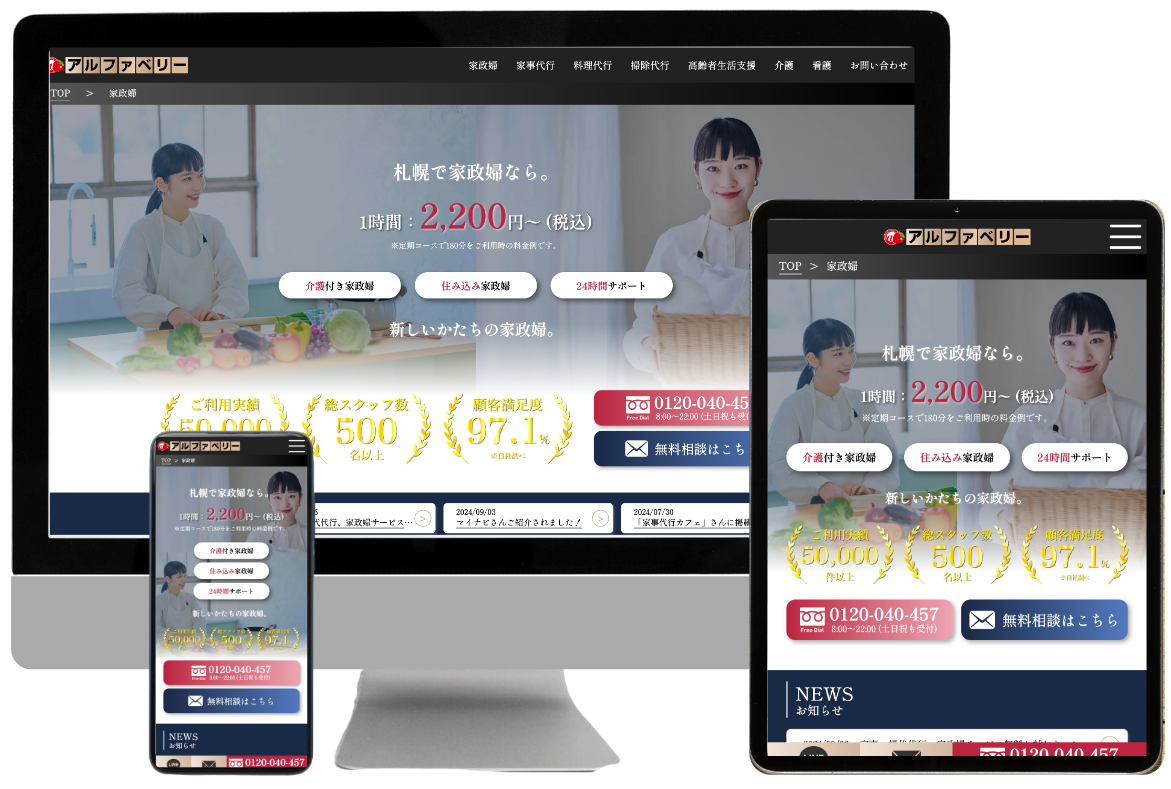 アルファベリー
家政婦 家事代行 料理代行 掃除代行 高齢者生活支援 介護 看護 お問い合わせ
TOP > 家政婦
札幌で家政婦なら。
1時間：2,200円〜(税込)
※定期コースで180分をご利用時の料金例です。
介護付き家政婦 住み込み家政婦 24時間サポート
新しいかたちの家政婦。
ご利用実績 総スタッフ数 顧客満足度
50,000 500 97.1%
名以上 ※自社調べ
Free Dial 0120-040-45
8:00〜22:00 (土日祝も受付
無料相談はこち
代行、家政婦サービス…
2024/09/03
マイナビさんご紹介されました！
2024/07/30
「家事代行カフェ」さんに掲載
アルファベリー
TOP > 家政婦
札幌で家政婦なら。
1時間：2,200円〜(税込)
※定期コースで180分をご利用時の料金例です。
介護付き家政婦
住み込み家政婦
24時間サポート
新しいかたちの家政婦。
ご利用実績 総スタッフ数 顧客満足度
50,000 500 97.1%
0120-040-457
8:00〜22:00 (土日祝も受付)
無料相談はこちら
NEWS
お知らせ
LINE
0120-040-457
アルファベリー
TOP > 家政婦
札幌で家政婦なら。
1時間：2,200円〜(税込)
※定期コースで180分をご利用時の料金例です。
介護付き家政婦 住み込み家政婦 24時間サポート
新しいかたちの家政婦。
ご利用実績 総スタッフ数 顧客満足度
50,000 500 97.1%
件以上 名以上 ※自社調べ
Free Dial 0120-040-457
8:00〜22:00 (土日祝も受付)
無料相談はこちら
NEWS
お知らせ
0120-040-457